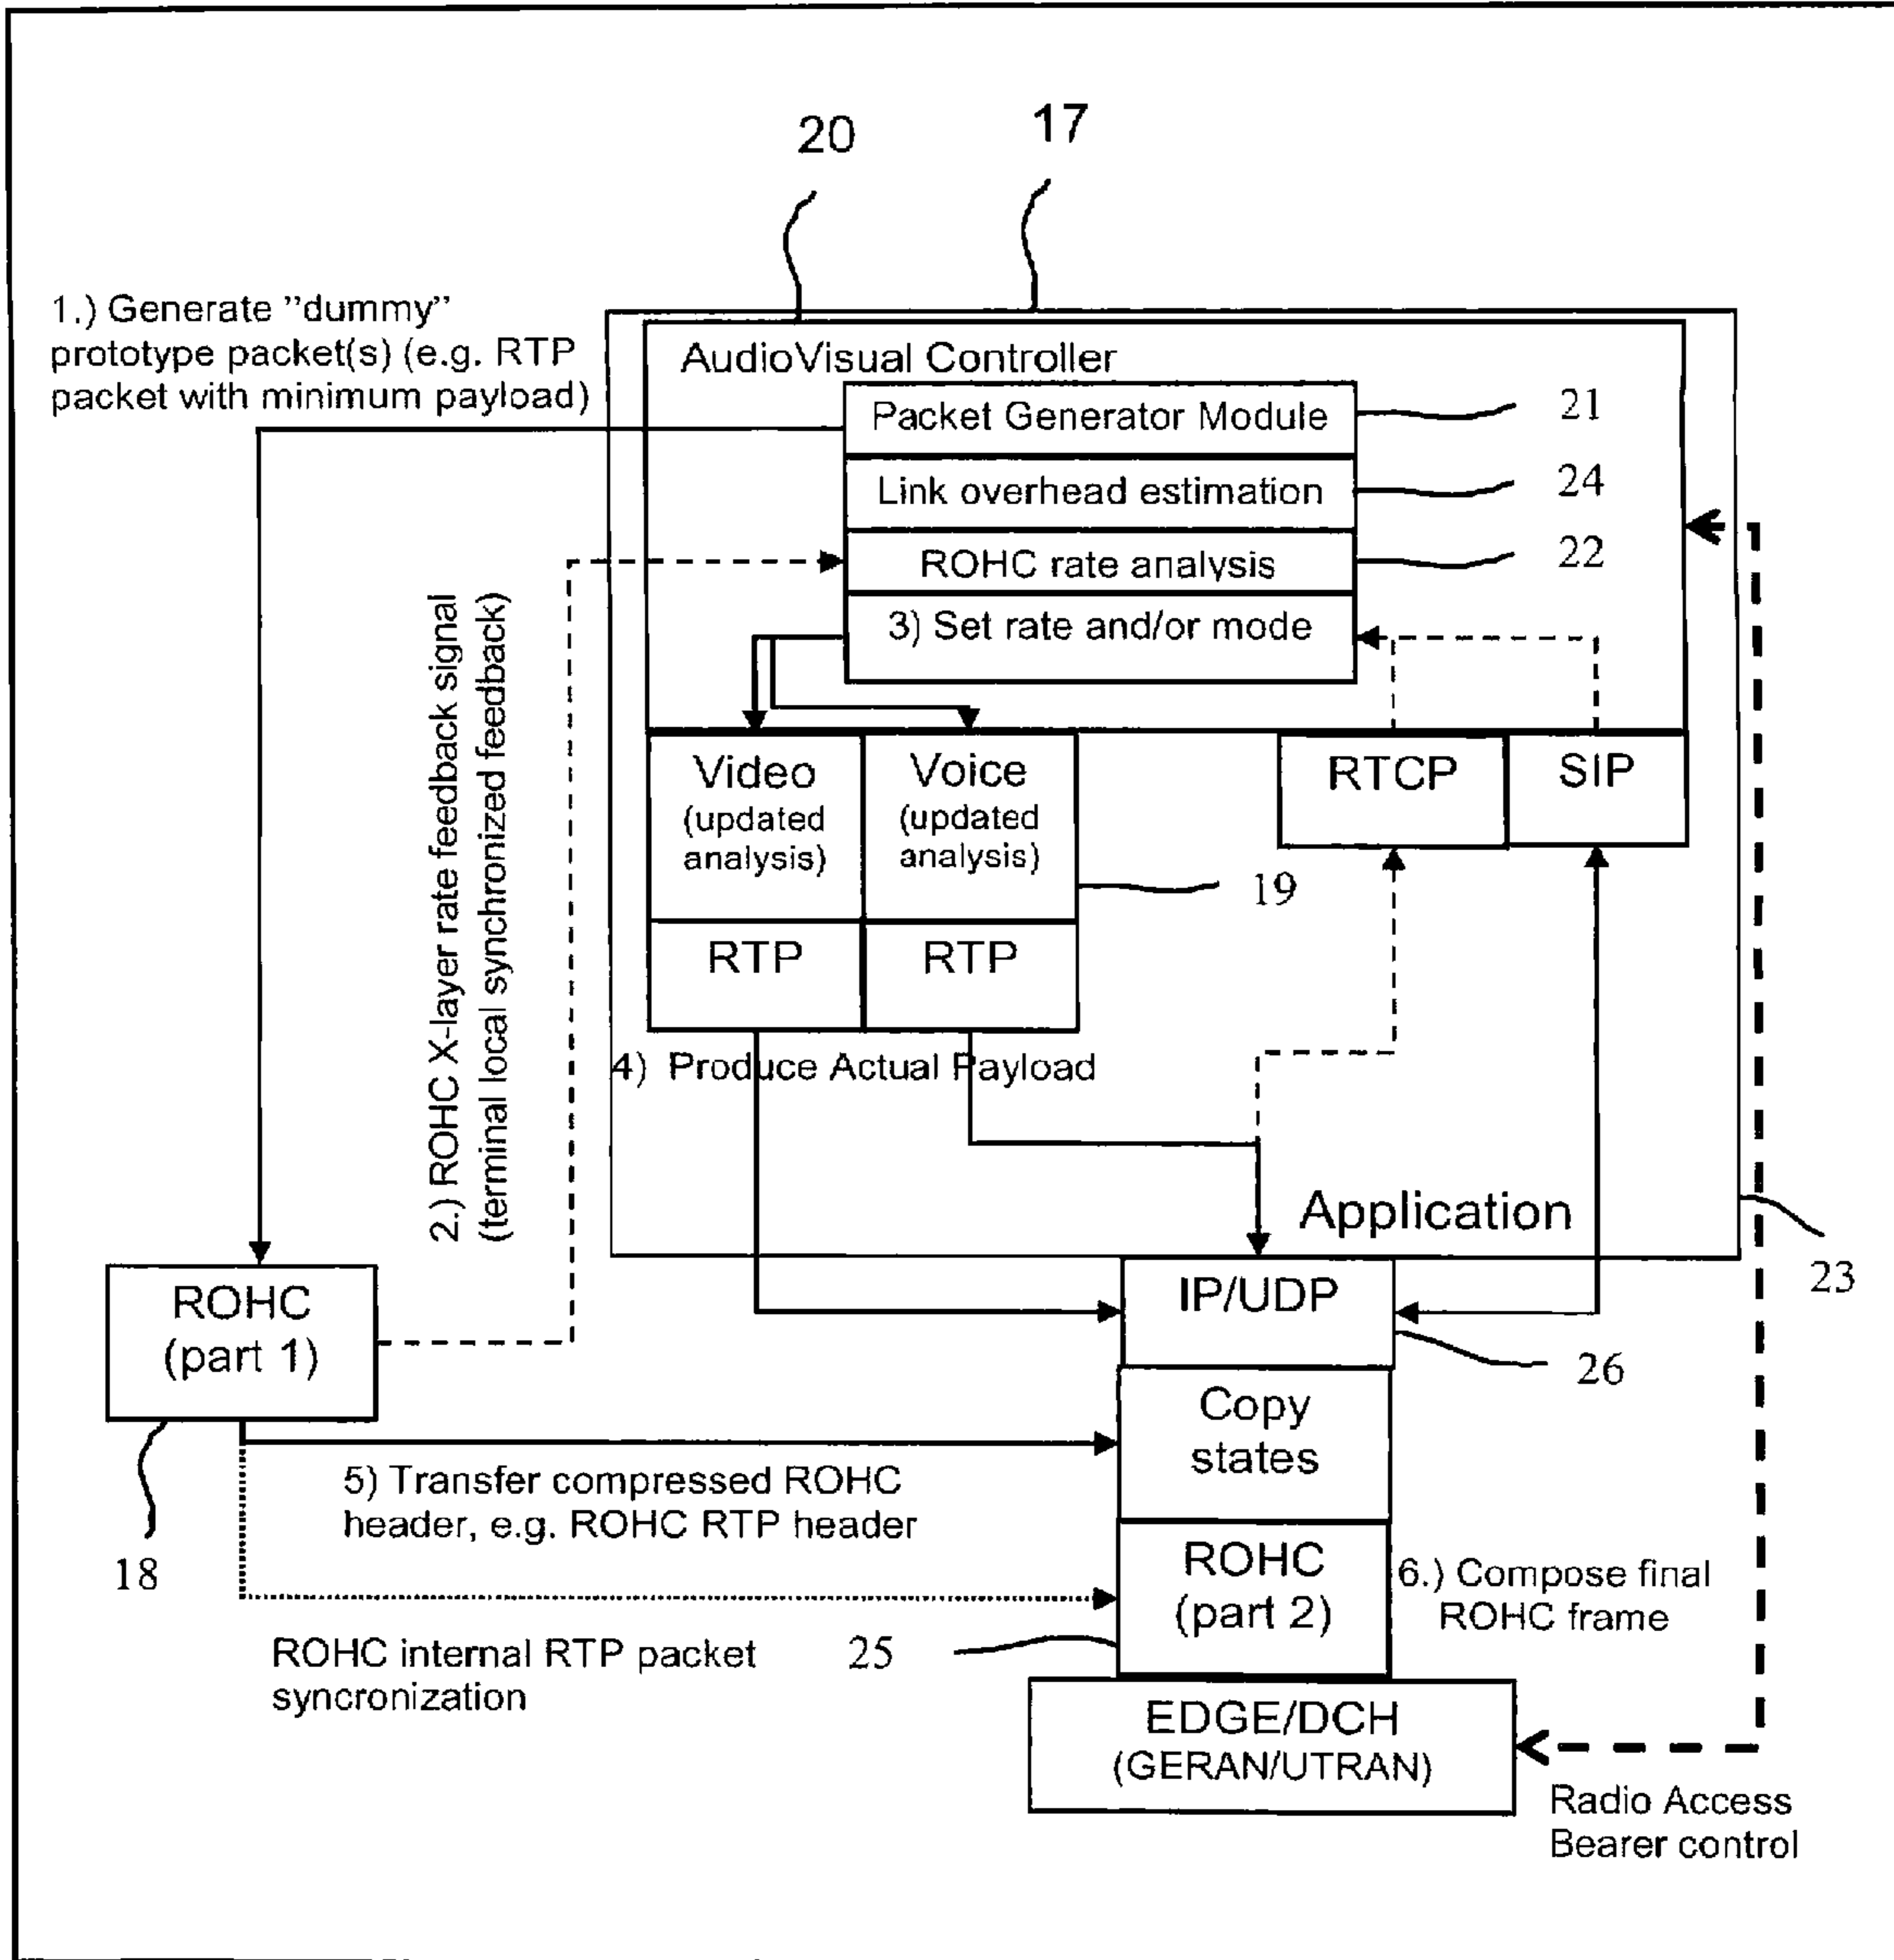 20
17
1.) Generate ”dummy”
prototype packet(s) (e.g. RTP
packet with minimum payload)
AudioVisual Controller
Packet Generator Module
21
Link overhead estimation
24
ROHC rate analysis
22
3) Set rate and/or mode
2.) ROHC X-layer rate feedback signal
(terminal local synchronized feedback)
Video
(updated
analysis)
Voice
(updated
analysis)
RTCP
SIP
19
RTP
RTP
4) Produce Actual Payload
Application
23
ROHC
(part 1)
IP/UDP
26
Copy
states
5) Transfer compressed ROHC
header, e.g. ROHC RTP header
18
ROHC
(part 2)
6.) Compose final
ROHC frame
ROHC internal RTP packet
syncronization
25
EDGE/DCH
(GERAN/UTRAN)
Radio Access
Bearer control